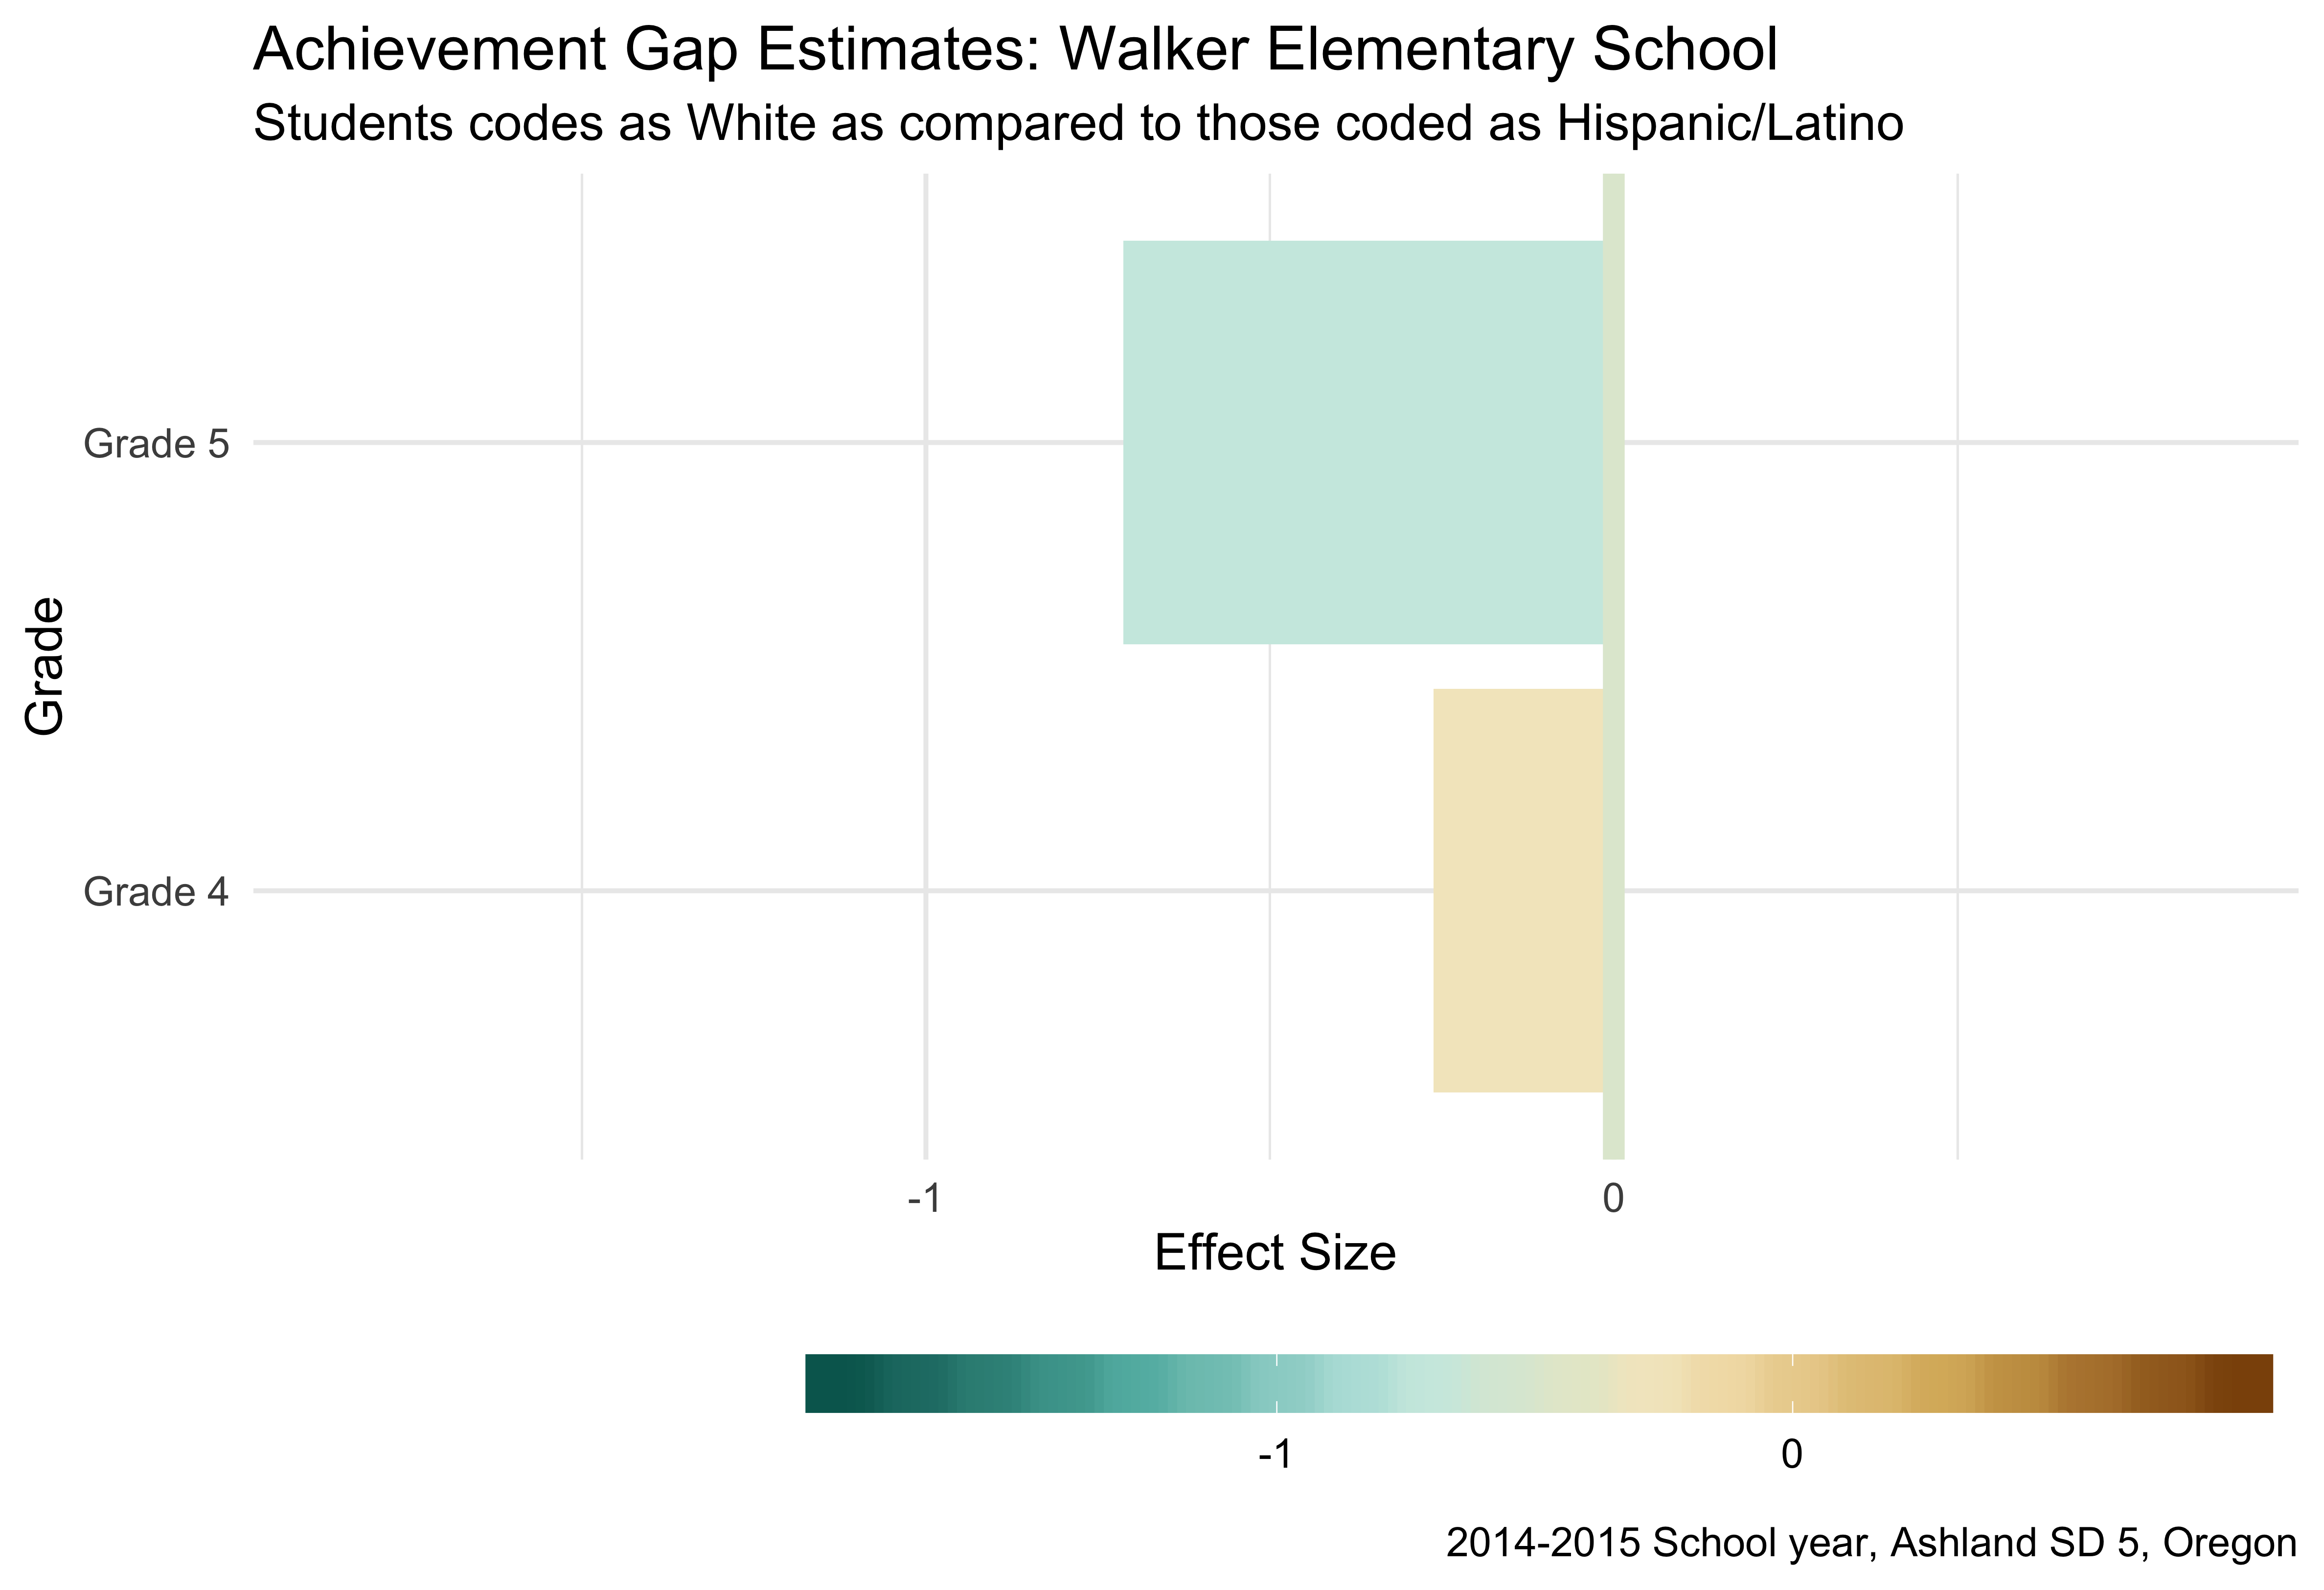 Achievement Gap Estimates: Walker Elementary School
Students codes as White as compared to those coded as Hispanic/Latino
Grade
Grade 5
Grade 4
-1 0
Effect Size
-1 0
2014-2015 School year, Ashland SD 5, Oregon